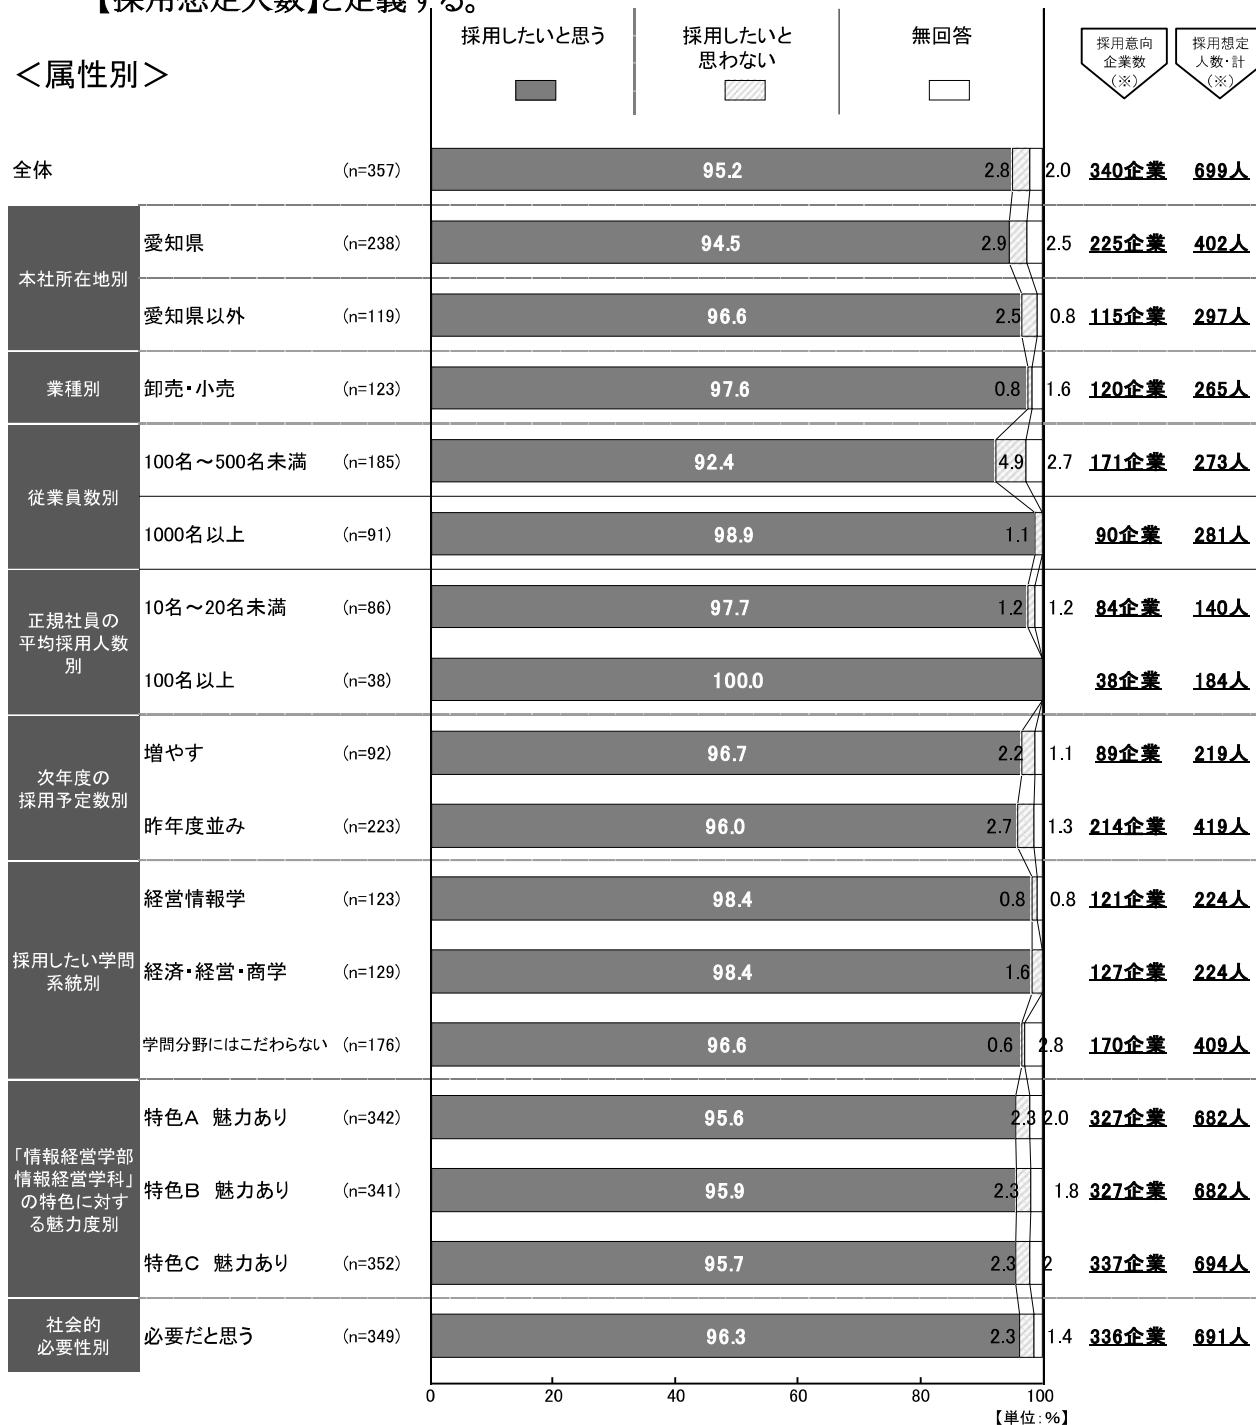 【採用想定人数】と定義する。
＜属性別＞
採用したいと思う
採用したいと
思わない
無回答
採用意向
企業数
（※）
採用想定
人数・計
（※）
全体 (n=357) 95.2 2.8 2.0 340企業 699人
本社所在地別
愛知県 (n=238) 94.5 2.9 2.5 225企業 402人
愛知県以外 (n=119) 96.6 2.5 0.8 115企業 297人
業種別
卸売・小売 (n=123) 97.6 0.8 1.6 120企業 265人
従業員数別
100名～500名未満 (n=185) 92.4 4.9 2.7 171企業 273人
1000名以上 (n=91) 98.9 1.1 90企業 281人
正規社員の
平均採用人数
別
10名～20名未満 (n=86) 97.7 1.2 1.2 84企業 140人
100名以上 (n=38) 100.0 38企業 184人
次年度の
採用予定数別
増やす (n=92) 96.7 2.2 1.1 89企業 219人
昨年度並み (n=223) 96.0 2.7 1.3 214企業 419人
採用したい学問
系統別
経営情報学 (n=123) 98.4 0.8 0.8 121企業 224人
経済・経営・商学 (n=129) 98.4 1.6 127企業 224人
学問分野にはこだわらない (n=176) 96.6 0.6 2.8 170企業 409人
「情報経営学部
情報経営学科」
の特色に対す
る魅力度別
特色A 魅力あり (n=342) 95.6 2.3 2.0 327企業 682人
特色B 魅力あり (n=341) 95.9 2.3 1.8 327企業 682人
特色C 魅力あり (n=352) 95.7 2.3 2 337企業 694人
社会的
必要性別
必要だと思う (n=349) 96.3 2.3 1.4 336企業 691人
0 20 40 60 80 100
【単位:%】